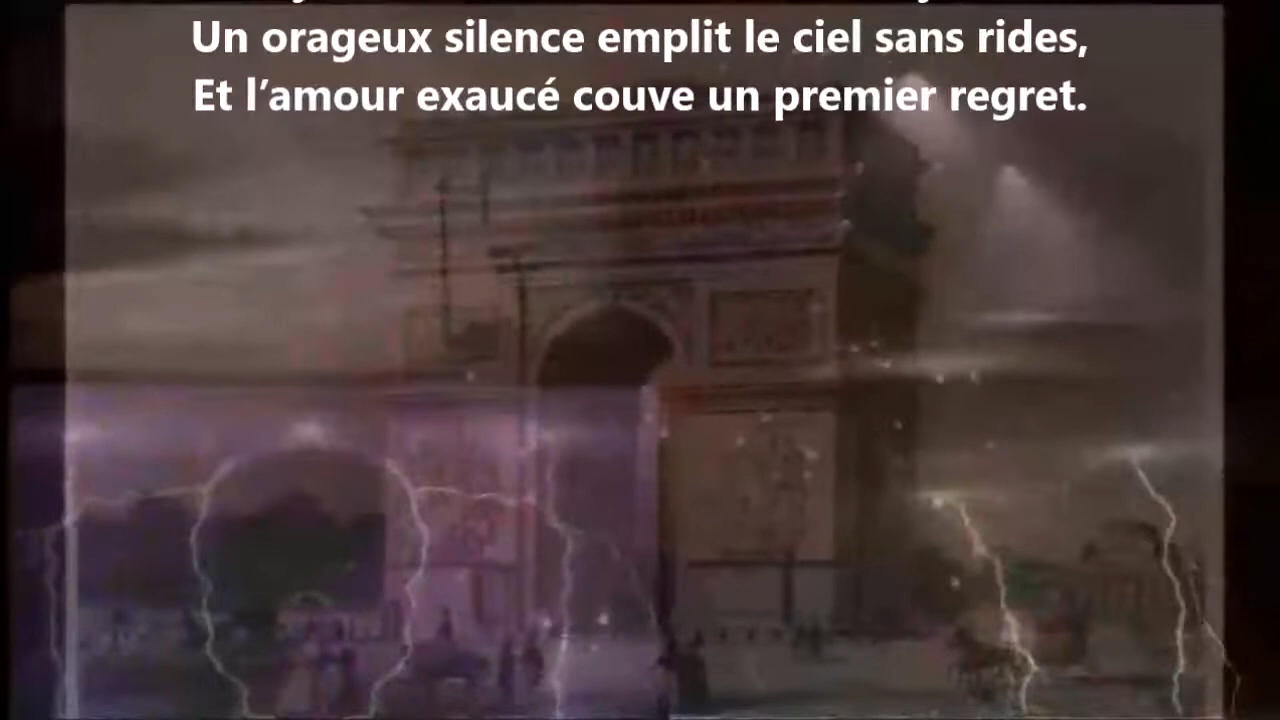 Un orageux silence emplit le ciel sans rides,
Et l’amour exaucé couve un premier regret.